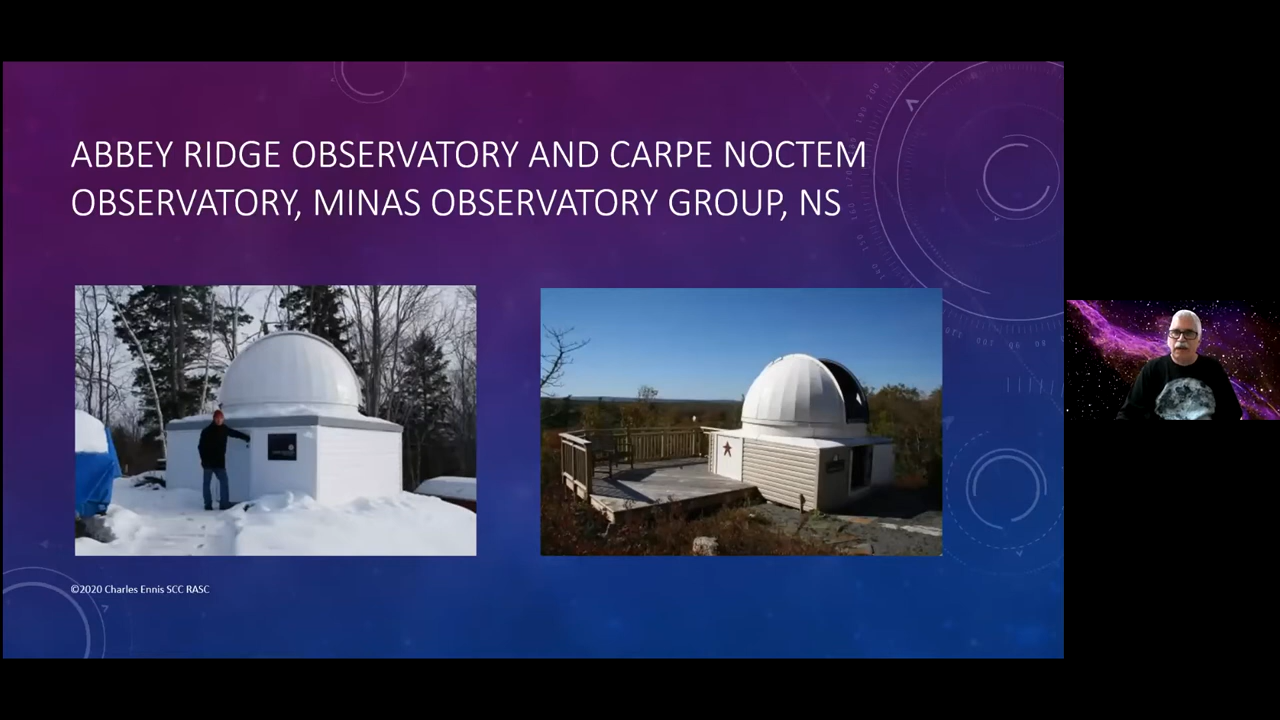 ABBEY RIDGE OBSERVATORY AND CARPE NOCTEM
OBSERVATORY, MINAS OBSERVATORY GROUP, NS
©2020 Charles Ennis SCC RASC